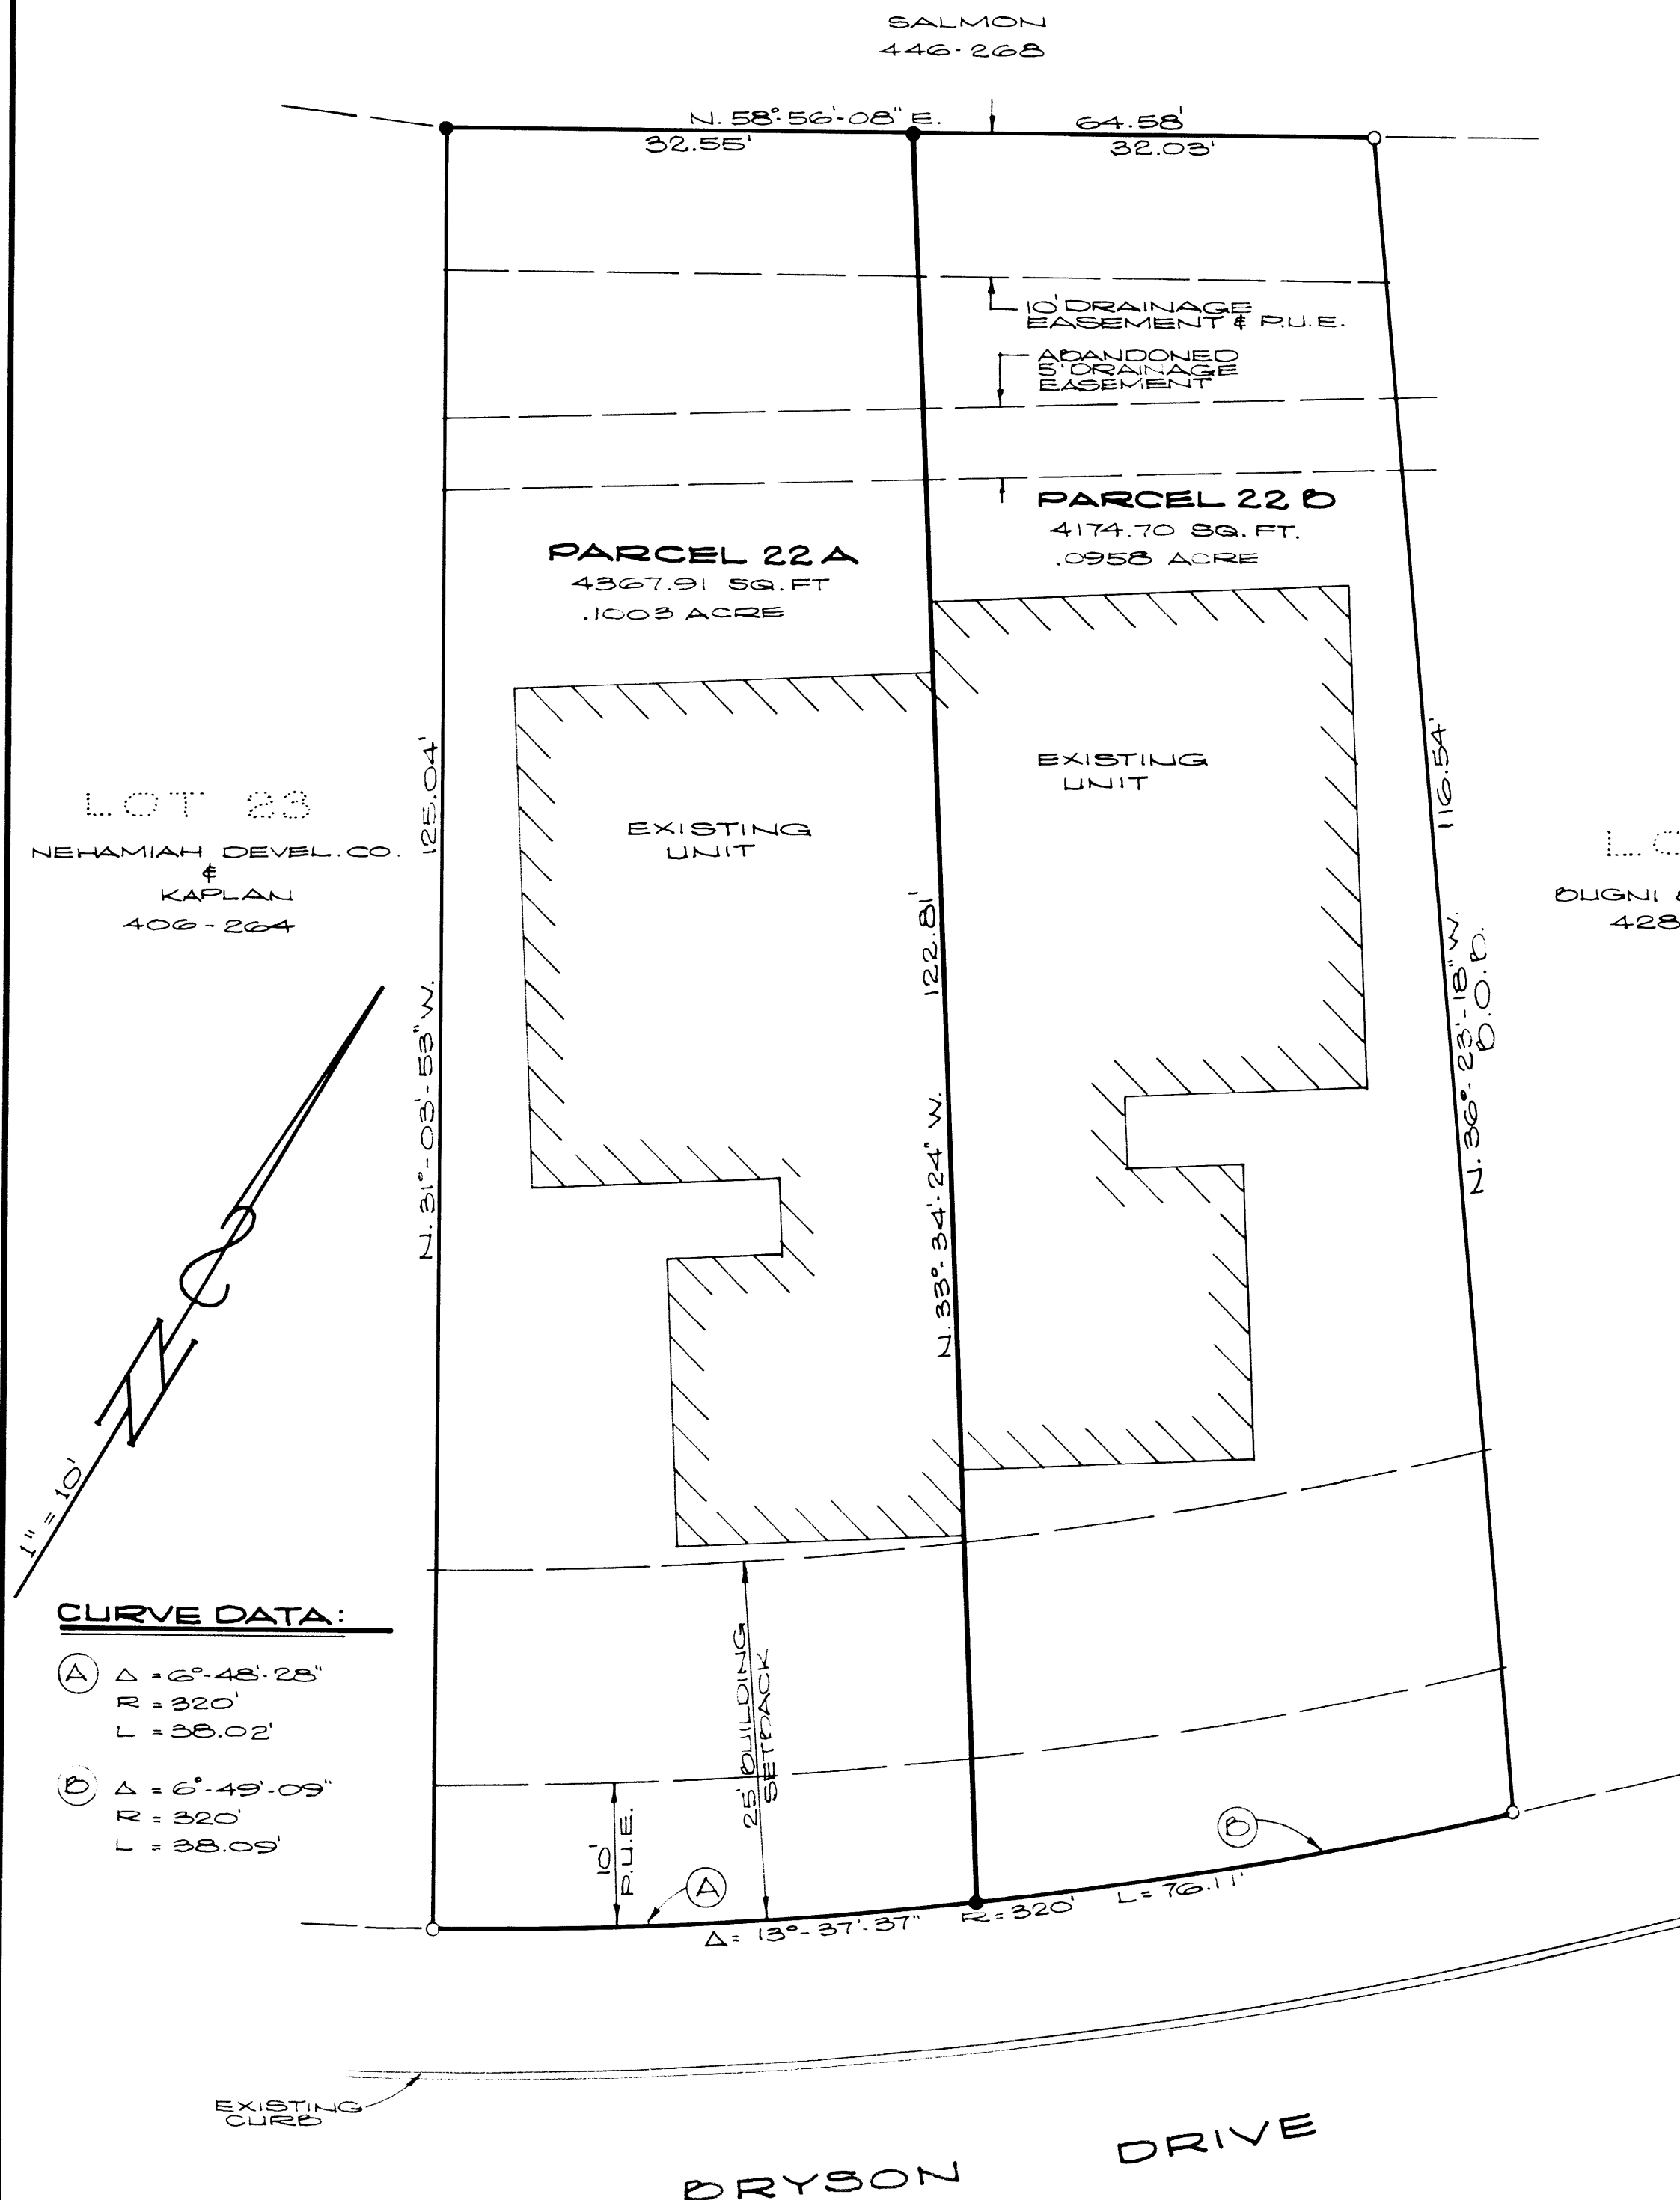 SALMON
446-268
N. 58°-56'-08" E.
64.58'
32.55'
32.03'
10' DRAINAGE
EASEMENT & P.U.E.
ABANDONED
5' DRAINAGE
EASEMENT
PARCEL 22 B
4174.70 SQ. FT.
.0958 ACRE
PARCEL 22 A
4367.91 SQ. FT
.1003 ACRE
EXISTING
UNIT
EXISTING
UNIT
LOT 23
NEHAMIAH DEVEL. CO.
&
KAPLAN
406-264
125.04'
N. 31°-03'-53" W.
122.81'
N. 33°-34'-24" W.
116.54'
N. 36°-23'-18" W.
B.O.B.
BUGNI
428
N
1" = 10'
CURVE DATA:
A Δ = 6°-48'-28"
R = 320'
L = 38.02'
B Δ = 6°-49'-09"
R = 320'
L = 38.09'
25' BUILDING
SETBACK
10'
P.U.E.
A
B
Δ = 13°-37'-37" R = 320' L = 76.11'
EXISTING
CURB
BRYSON DRIVE